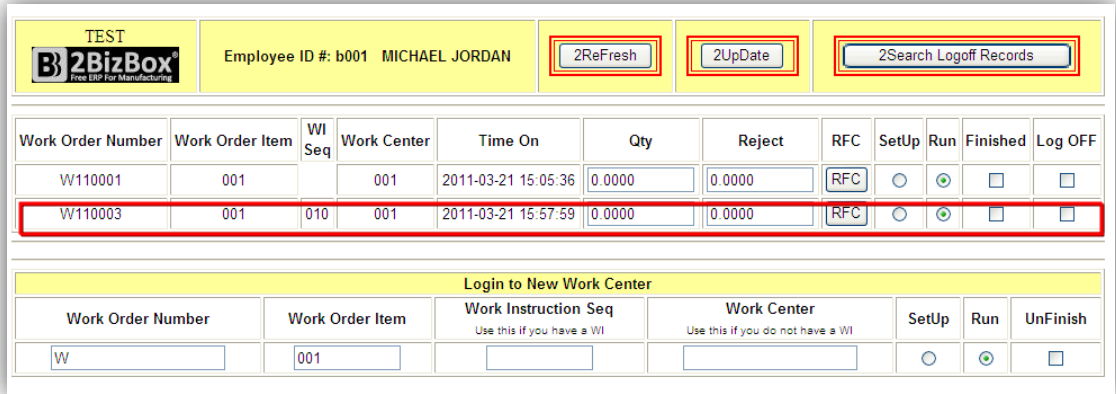 TEST
B 2BizBox®
Free ERP For Manufacturing
Employee ID #: b001 MICHAEL JORDAN
2ReFresh
2UpDate
2Search Logoff Records
Work Order Number Work Order Item WI Seq Work Center Time On Qty Reject RFC SetUp Run Finished Log OFF
W110001 001 001 2011-03-21 15:05:36 0.0000 0.0000 RFC
W110003 001 010 001 2011-03-21 15:57:59 0.0000 0.0000 RFC
Login to New Work Center
Work Order Number Work Order Item Work Instruction Seq Work Center SetUp Run UnFinish
Use this if you have a WI Use this if you do not have a WI
W 001